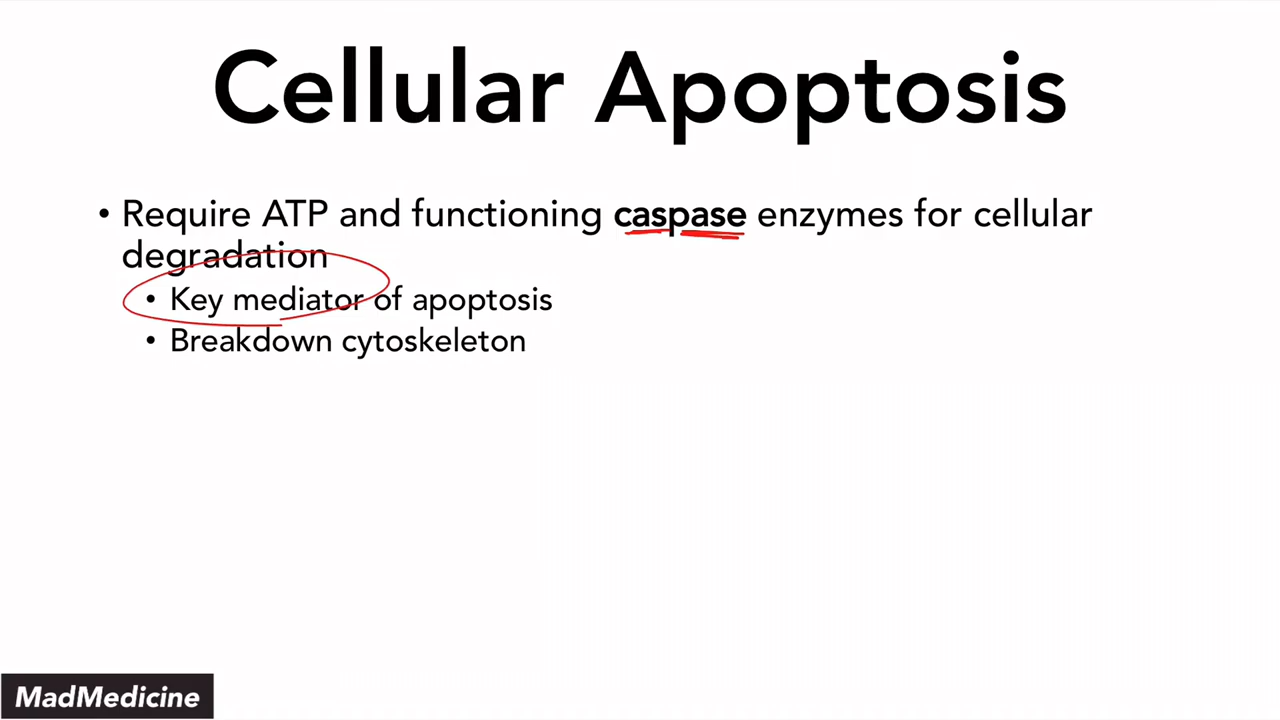 Cellular Apoptosis
• Require ATP and functioning caspase enzymes for cellular
degradation
• Key mediator of apoptosis
• Breakdown cytoskeleton
MadMedicine